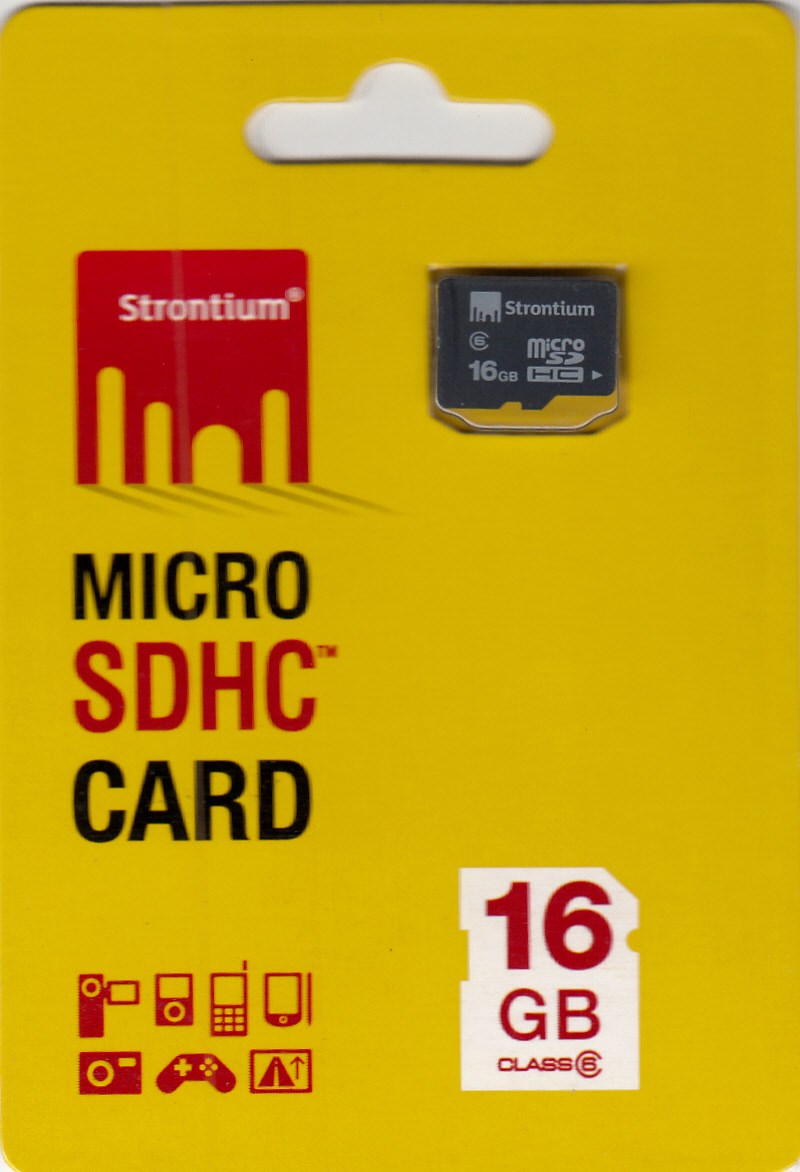 Strontium®
Strontium
6
micro
SD
16GB HC
MICRO
SDHC™
CARD
16
GB
CLASS 6